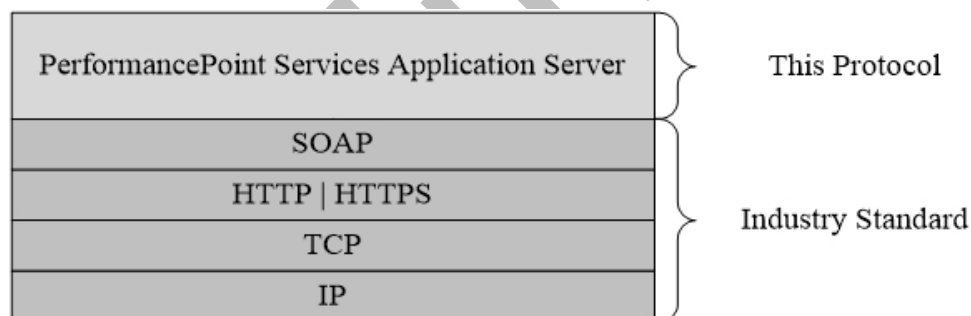 PerformancePoint Services Application Server
This Protocol
SOAP
HTTP | HTTPS
TCP
Industry Standard
IP